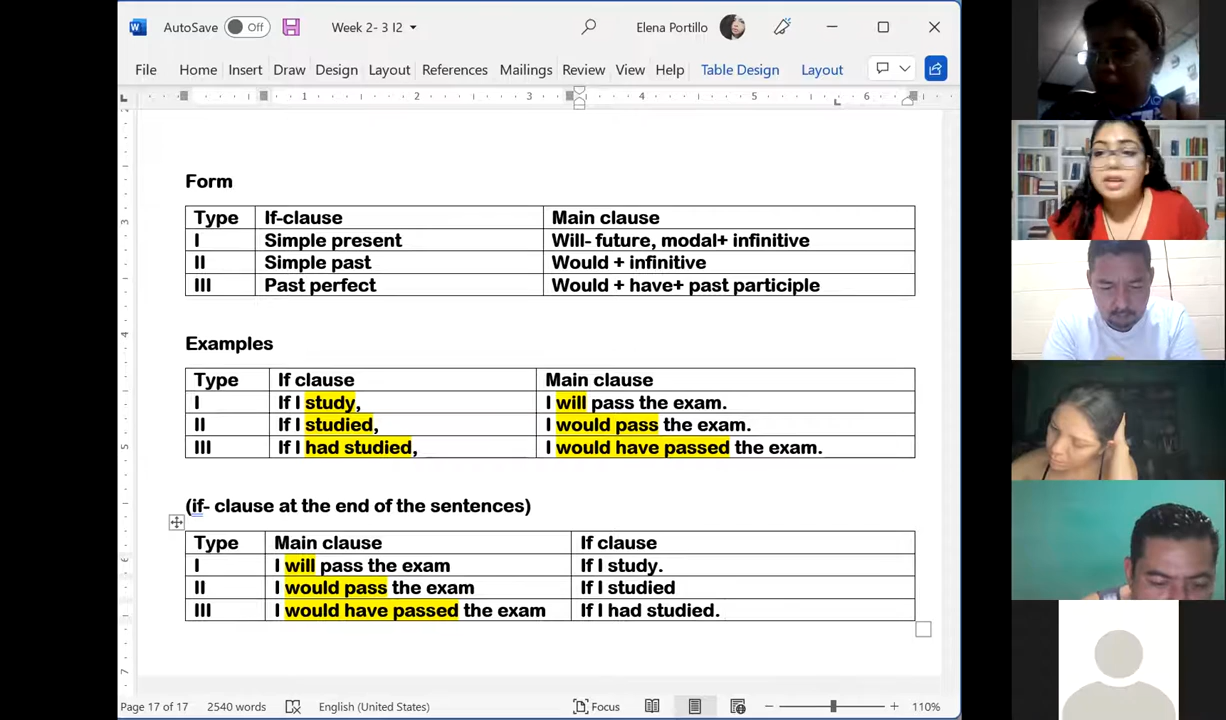 AutoSave Off Week 2- 3 I2 Elena Portillo
File Home Insert Draw Design Layout References Mailings Review View Help Table Design Layout
1 2 3 4 5 6
Form
Type If-clause Main clause
I Simple present Will- future, modal+ infinitive
II Simple past Would + infinitive
III Past perfect Would + have+ past participle
Examples
Type If clause Main clause
I If I study, I will pass the exam.
II If I studied, I would pass the exam.
III If I had studied, I would have passed the exam.
(if- clause at the end of the sentences)
Type Main clause If clause
I I will pass the exam If I study.
II I would pass the exam If I studied
III I would have passed the exam If I had studied.
Page 17 of 17 2540 words English (United States) Focus 110%